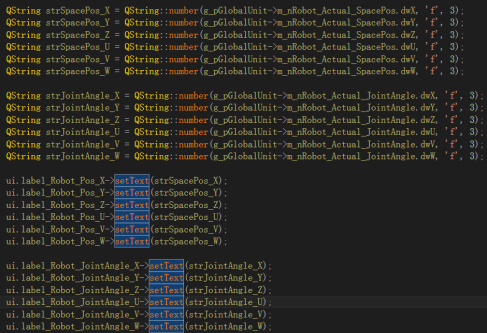 QString strSpacePos_X = QString::number(g_pGlobalUnit->m_nRobot_Actual_SpacePos.dwX, 'f', 3);
QString strSpacePos_Y = QString::number(g_pGlobalUnit->m_nRobot_Actual_SpacePos.dwY, 'f', 3);
QString strSpacePos_Z = QString::number(g_pGlobalUnit->m_nRobot_Actual_SpacePos.dwZ, 'f', 3);
QString strSpacePos_U = QString::number(g_pGlobalUnit->m_nRobot_Actual_SpacePos.dwU, 'f', 3);
QString strSpacePos_V = QString::number(g_pGlobalUnit->m_nRobot_Actual_SpacePos.dwV, 'f', 3);
QString strSpacePos_W = QString::number(g_pGlobalUnit->m_nRobot_Actual_SpacePos.dwW, 'f', 3);
QString strJointAngle_X = QString::number(g_pGlobalUnit->m_nRobot_Actual_JointAngle.dwX, 'f', 3);
QString strJointAngle_Y = QString::number(g_pGlobalUnit->m_nRobot_Actual_JointAngle.dwY, 'f', 3);
QString strJointAngle_Z = QString::number(g_pGlobalUnit->m_nRobot_Actual_JointAngle.dwZ, 'f', 3);
QString strJointAngle_U = QString::number(g_pGlobalUnit->m_nRobot_Actual_JointAngle.dwU, 'f', 3);
QString strJointAngle_V = QString::number(g_pGlobalUnit->m_nRobot_Actual_JointAngle.dwV, 'f', 3);
QString strJointAngle_W = QString::number(g_pGlobalUnit->m_nRobot_Actual_JointAngle.dwW, 'f', 3);
ui.label_Robot_Pos_X->setText(strSpacePos_X);
ui.label_Robot_Pos_Y->setText(strSpacePos_Y);
ui.label_Robot_Pos_Z->setText(strSpacePos_Z);
ui.label_Robot_Pos_U->setText(strSpacePos_U);
ui.label_Robot_Pos_V->setText(strSpacePos_V);
ui.label_Robot_Pos_W->setText(strSpacePos_W);
ui.label_Robot_JointAngle_X->setText(strJointAngle_X);
ui.label_Robot_JointAngle_Y->setText(strJointAngle_Y);
ui.label_Robot_JointAngle_Z->setText(strJointAngle_Z);
ui.label_Robot_JointAngle_U->setText(strJointAngle_U);
ui.label_Robot_JointAngle_V->setText(strJointAngle_V);
ui.label_Robot_JointAngle_W->setText(strJointAngle_W);